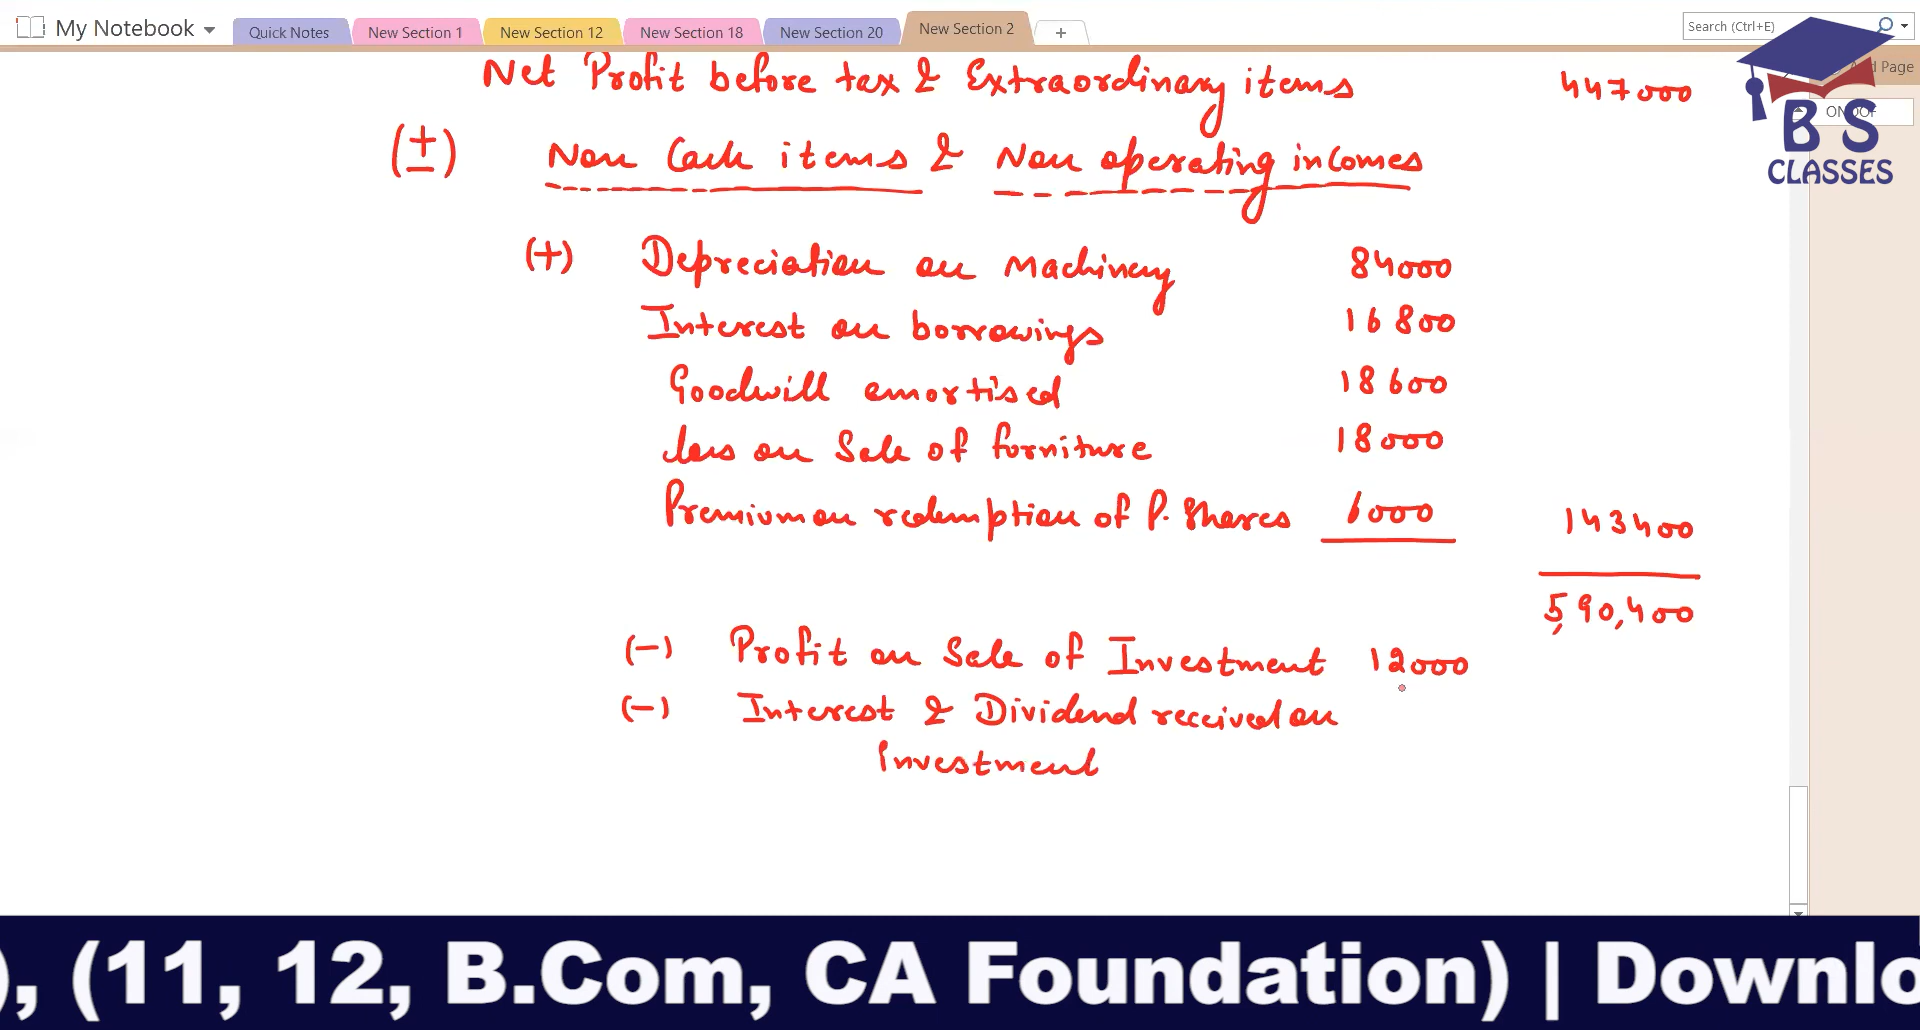 My Notebook Quick Notes New Section 1 New Section 12 New Section 18 New Section 20 New Section 2 + Search (Ctrl+E)
d Page
B S
CLASSES
Net Profit before tax & Extraordinary items 447000
(±) Non Cash items & Non operating incomes
(+) Depreciation on Machinery 84000
Interest on borrowings 16800
Goodwill amortised 18600
loss on Sale of furniture 18000
Premium on redemption of P. Shares 6000 143400
5,90,400
(-) Profit on Sale of Investment 12000
(-) Interest & Dividend received on
Investment
), (11, 12, B.Com, CA Foundation) | Downlo